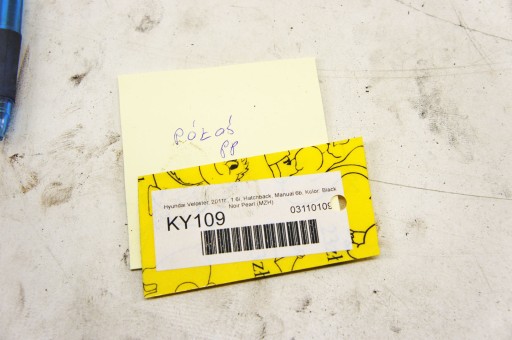 PÓŁOŚ
PP
Hyundai Veloster, 2011r., 1.6i, Hatchback, Manual 6b, Kolor: Black
Noir Pearl (MZH)
KY109
03110109